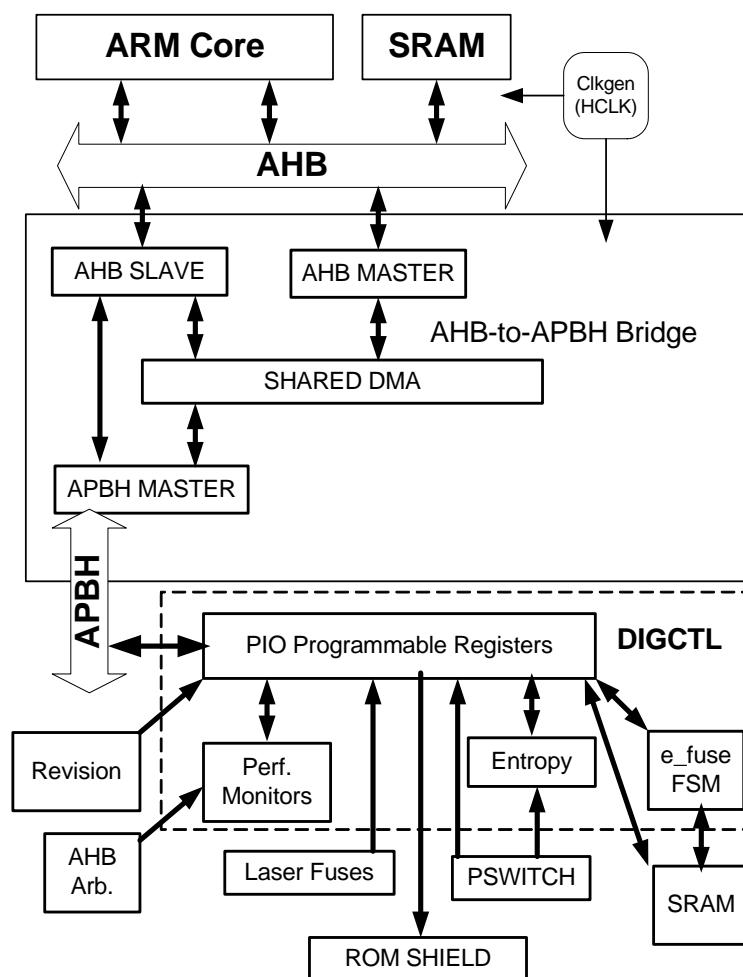 ARM Core
SRAM
Clkgen
(HCLK)
AHB
AHB SLAVE
AHB MASTER
AHB-to-APBH Bridge
SHARED DMA
APBH MASTER
APBH
PIO Programmable Registers
DIGCTL
Revision
Perf.
Monitors
Entropy
e_fuse
FSM
AHB
Arb.
Laser Fuses
PSWITCH
SRAM
ROM SHIELD